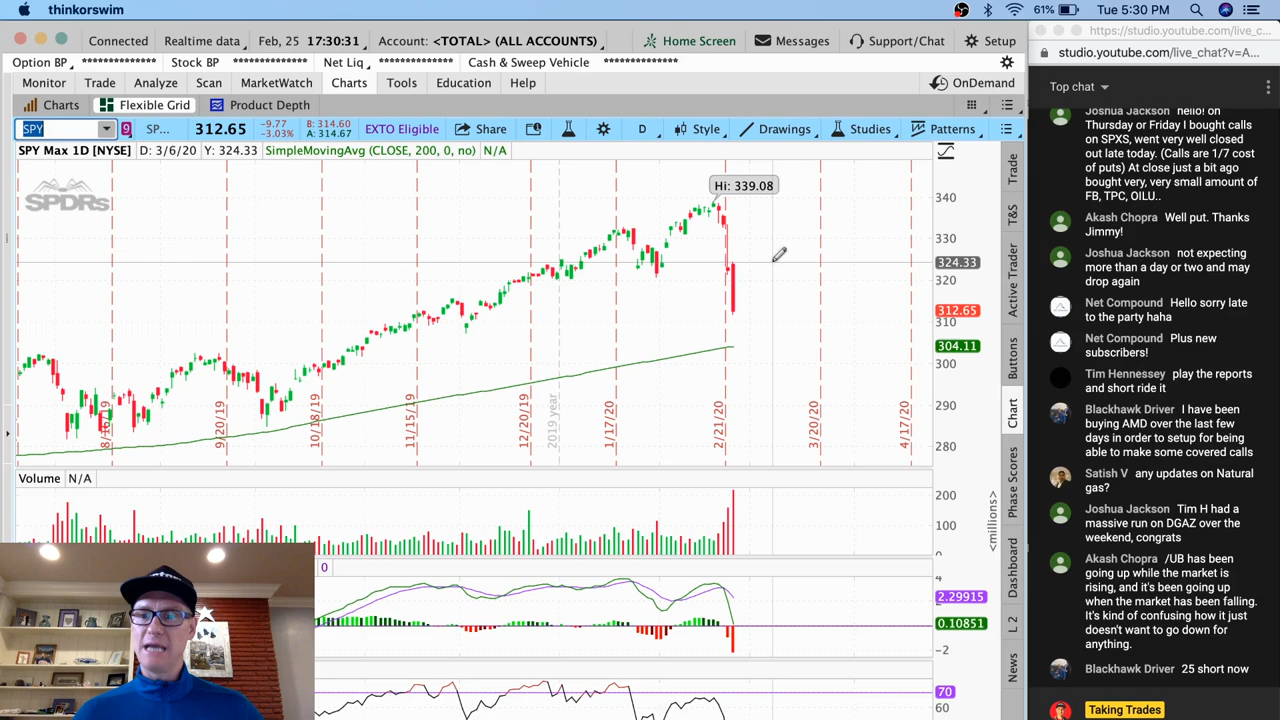 thinkorswim
61%
Tue 5:30 PM
Connected
Realtime data
Feb, 25 17:30:31
Account: <TOTAL> (ALL ACCOUNTS)
Home Screen
Messages
Support/Chat
Setup
https://studio.youtube.com/live_c...
Option BP
**************
Stock BP
**************
Net Liq
**************
Cash & Sweep Vehicle
**************
studio.youtube.com/live_chat?v=A...
Monitor
Trade
Analyze
Scan
MarketWatch
Charts
Tools
Education
Help
OnDemand
Top chat
Charts
Flexible Grid
Product Depth
SPY
9
SP...
312.65
-9.77
-3.03%
B: 314.60
A: 314.67
EXTO Eligible
Share
D
Style
Drawings
Studies
Patterns
SPY Max 1D [NYSE]
D: 3/6/20
Y: 324.33
SimpleMovingAvg (CLOSE, 200, 0, no)
N/A
SPDRs
Hi: 339.08
340
330
324.33
320
312.65
310
304.11
300
290
280
8/16/19
9/20/19
10/18/19
11/15/19
12/20/19
2019 year
1/17/20
2/21/20
3/20/20
4/17/20
Volume
N/A
200
100
0
<millions>
0
4
2.29915
0.10851
-2
70
60
Trade
T&S
Active Trader
Buttons
Chart
Phase Scores
Dashboard
L 2
News
Joshua Jackson hello! on
Thursday or Friday I bought calls
on SPXS, went very well closed
out late today. (Calls are 1/7 cost
of puts) At close just a bit ago
bought very, very small amount of
FB, TPC, OILU..
Akash Chopra Well put. Thanks
Jimmy!
Joshua Jackson not expecting
more than a day or two and may
drop again
Net Compound Hello sorry late
to the party haha
Net Compound Plus new
subscribers!
Tim Hennessey play the reports
and short ride it
Blackhawk Driver I have been
buying AMD over the last few
days in order to setup for being
able to make some covered calls
Satish V any updates on Natural
gas?
Joshua Jackson Tim H had a
massive run on DGAZ over the
weekend, congrats
Akash Chopra /UB has been
going up while the market is
rising, and it's been going up
when the market has been falling.
It's kind of confusing how it just
doesn't want to go down for
anything.
Blackhawk Driver 25 short now
Taking Trades